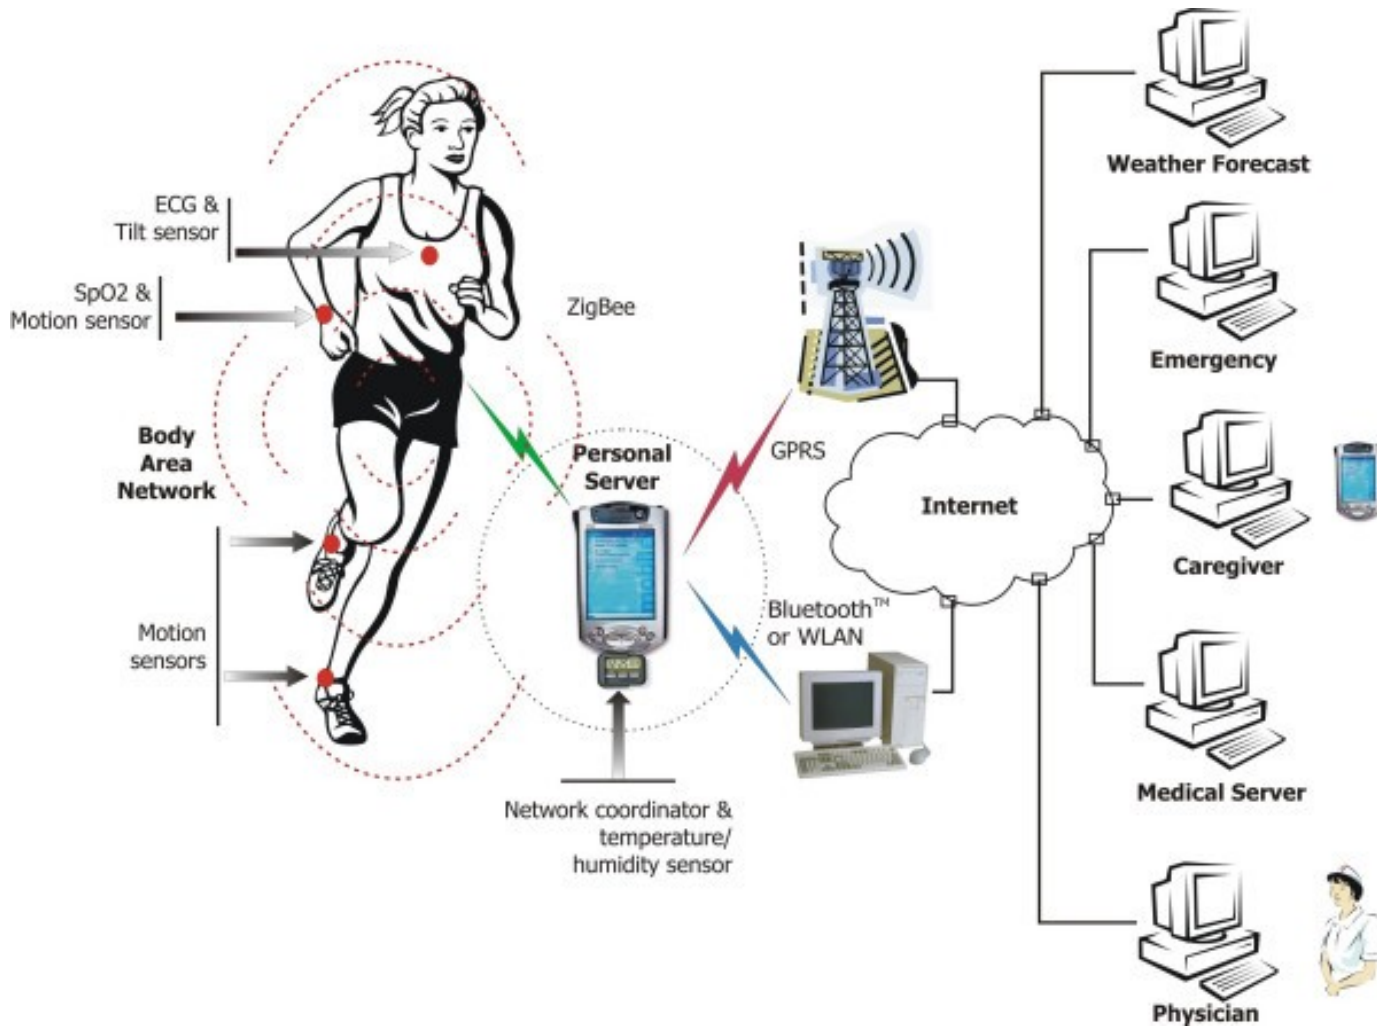 ECG &
Tilt sensor
SpO2 &
Motion sensor
ZigBee
Body
Area
Network
Motion
sensors
Personal
Server
Network coordinator &
temperature/
humidity sensor
GPRS
Bluetooth™
or WLAN
Internet
Weather Forecast
Emergency
Caregiver
Medical Server
Physician